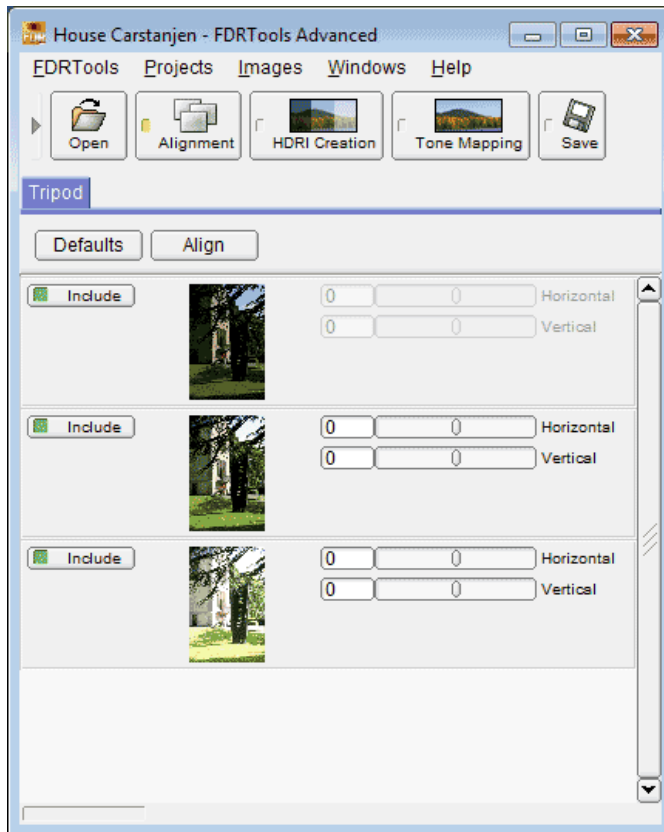 House Carstanjen - FDRTools Advanced
FDRTools Projects Images Windows Help
Open Alignment HDRI Creation Tone Mapping Save
Tripod
Defaults Align
Include 0 0 Horizontal
0 0 Vertical
Include 0 0 Horizontal
0 0 Vertical
Include 0 0 Horizontal
0 0 Vertical